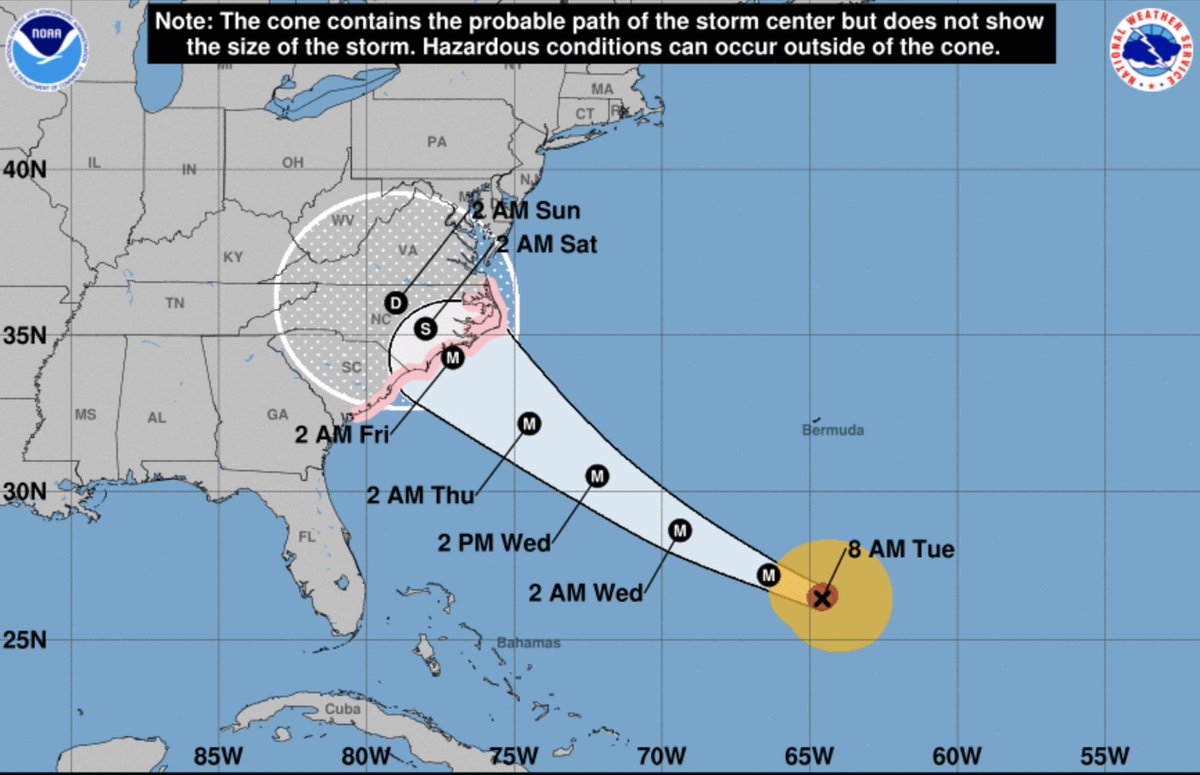 Note: The cone contains the probable path of the storm center but does not show
the size of the storm. Hazardous conditions can occur outside of the cone.
NOAA
NATIONAL WEATHER SERVICE
MA
CT
PA
NJ
40N
IL
IN
OH
2 AM Sun
WV
2 AM Sat
VA
KY
D
TN
NC
S
35N
M
SC
MS
AL
GA
M
Bermuda
2 AM Fri
M
30N
2 AM Thu
M
FL
2 PM Wed
8 AM Tue
M
2 AM Wed
25N
Bahamas
Cuba
85W
80W
75W
70W
65W
60W
55W